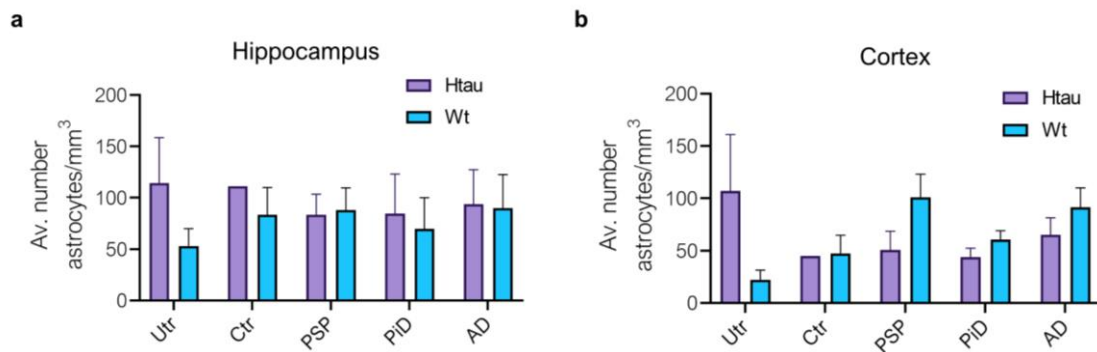 a
Hippocampus
Htau
Wt
200
150
100
50
0
Av. number
astrocytes/mm³
Utr
Ctr
PSP
PiD
AD
b
Cortex
Htau
Wt
200
150
100
50
0
Av. number
astrocytes/mm³
Utr
Ctr
PSP
PiD
AD